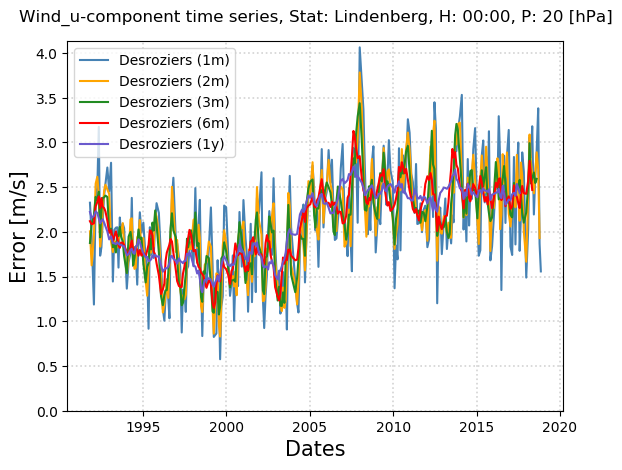 Wind_u-component time series, Stat: Lindenberg, H: 00:00, P: 20 [hPa]
Desroziers (1m)
Desroziers (2m)
Desroziers (3m)
Desroziers (6m)
Desroziers (1y)
Error [m/s]
4.0
3.5
3.0
2.5
2.0
1.5
1.0
0.5
0.0
1995 2000 2005 2010 2015 2020
Dates